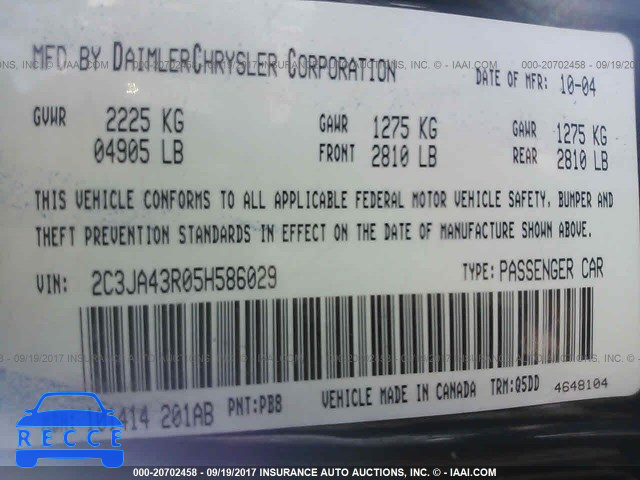 MFD BY DAIMLERCHRYSLER CORPORATION
DATE OF MFR: 10-04
GVWR 2225 KG
04905 LB
GAWR FRONT 1275 KG
2810 LB
GAWR REAR 1275 KG
2810 LB
THIS VEHICLE CONFORMS TO ALL APPLICABLE FEDERAL MOTOR VEHICLE SAFETY, BUMPER AND
THEFT PREVENTION STANDARDS IN EFFECT ON THE DATE OF MANUFACTURE SHOWN ABOVE.
VIN: 2C3JA43R05H586029
TYPE: PASSENGER CAR
414 201AB
PNT:PB8
VEHICLE MADE IN CANADA
TRM:05DD
4648104
RECCE
000-20702458 - 09/19/2017 INSURANCE AUTO AUCTIONS, INC. - © - IAAI.COM